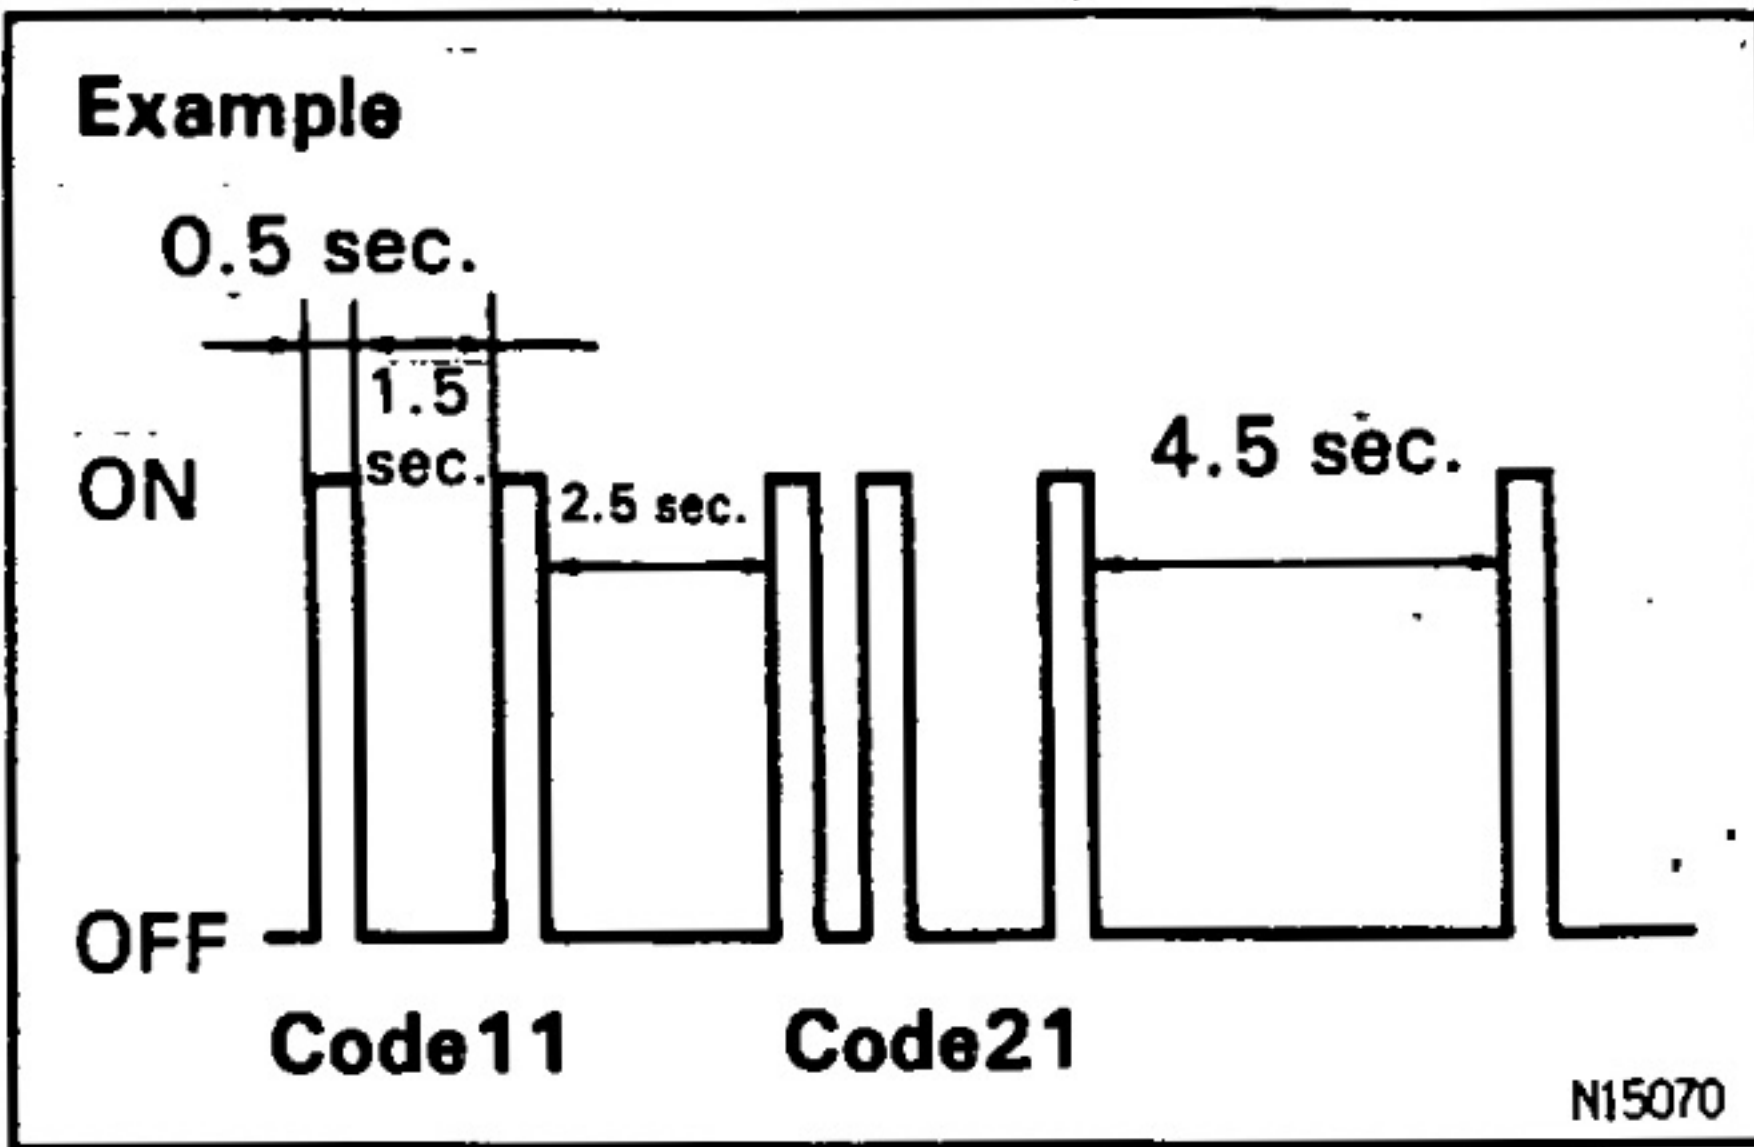 Example
0.5 sec.
1.5
sec.
ON
2.5 sec.
4.5 sec.
OFF
Code11
Code21
N15070